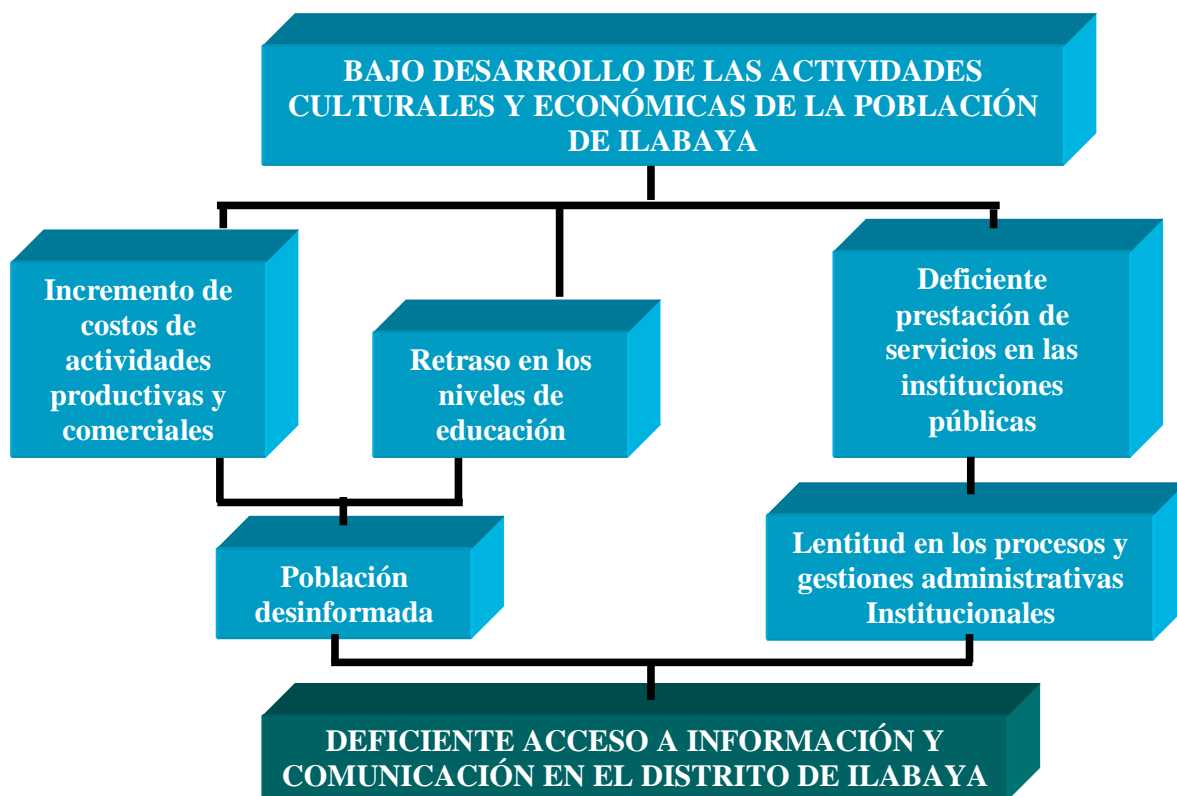 BAJO DESARROLLO DE LAS ACTIVIDADES
CULTURALES Y ECONÓMICAS DE LA POBLACIÓN
DE ILABAYA
Incremento de
costos de
actividades
productivas y
comerciales
Retraso en los
niveles de
educación
Deficiente
prestación de
servicios en las
instituciones
públicas
Población
desinformada
Lentitud en los procesos y
gestiones administrativas
Institucionales
DEFICIENTE ACCESO A INFORMACIÓN Y
COMUNICACIÓN EN EL DISTRITO DE ILABAYA